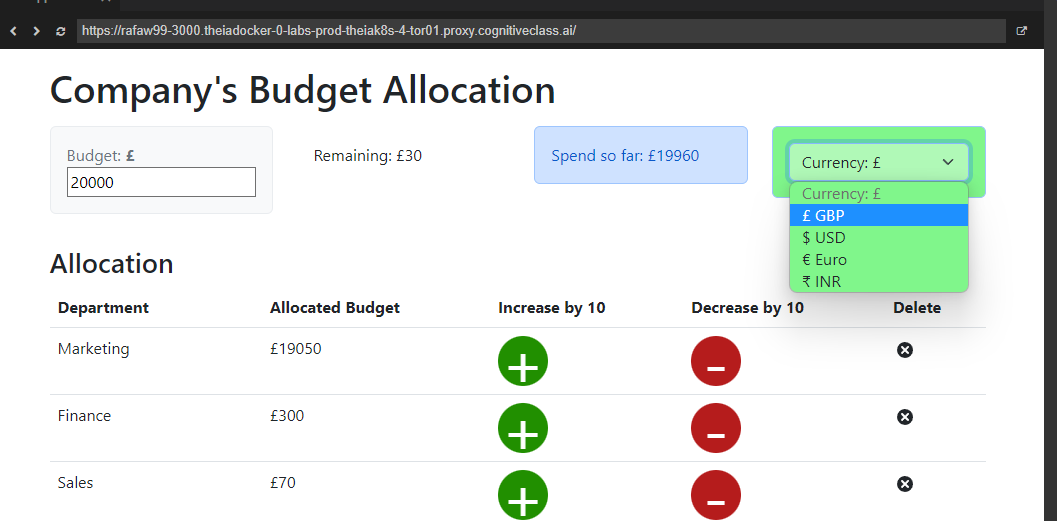 https://rafaw99-3000.theiadocker-0-labs-prod-theiak8s-4-tor01.proxy.cognitiveclass.ai/
Company's Budget Allocation
Budget: £
20000
Remaining: £30
Spend so far: £19960
Currency: £
Currency: £
£ GBP
$ USD
€ Euro
₹ INR
Allocation
Department Allocated Budget Increase by 10 Decrease by 10 Delete
Marketing £19050 + -
Finance £300 + -
Sales £70 + -